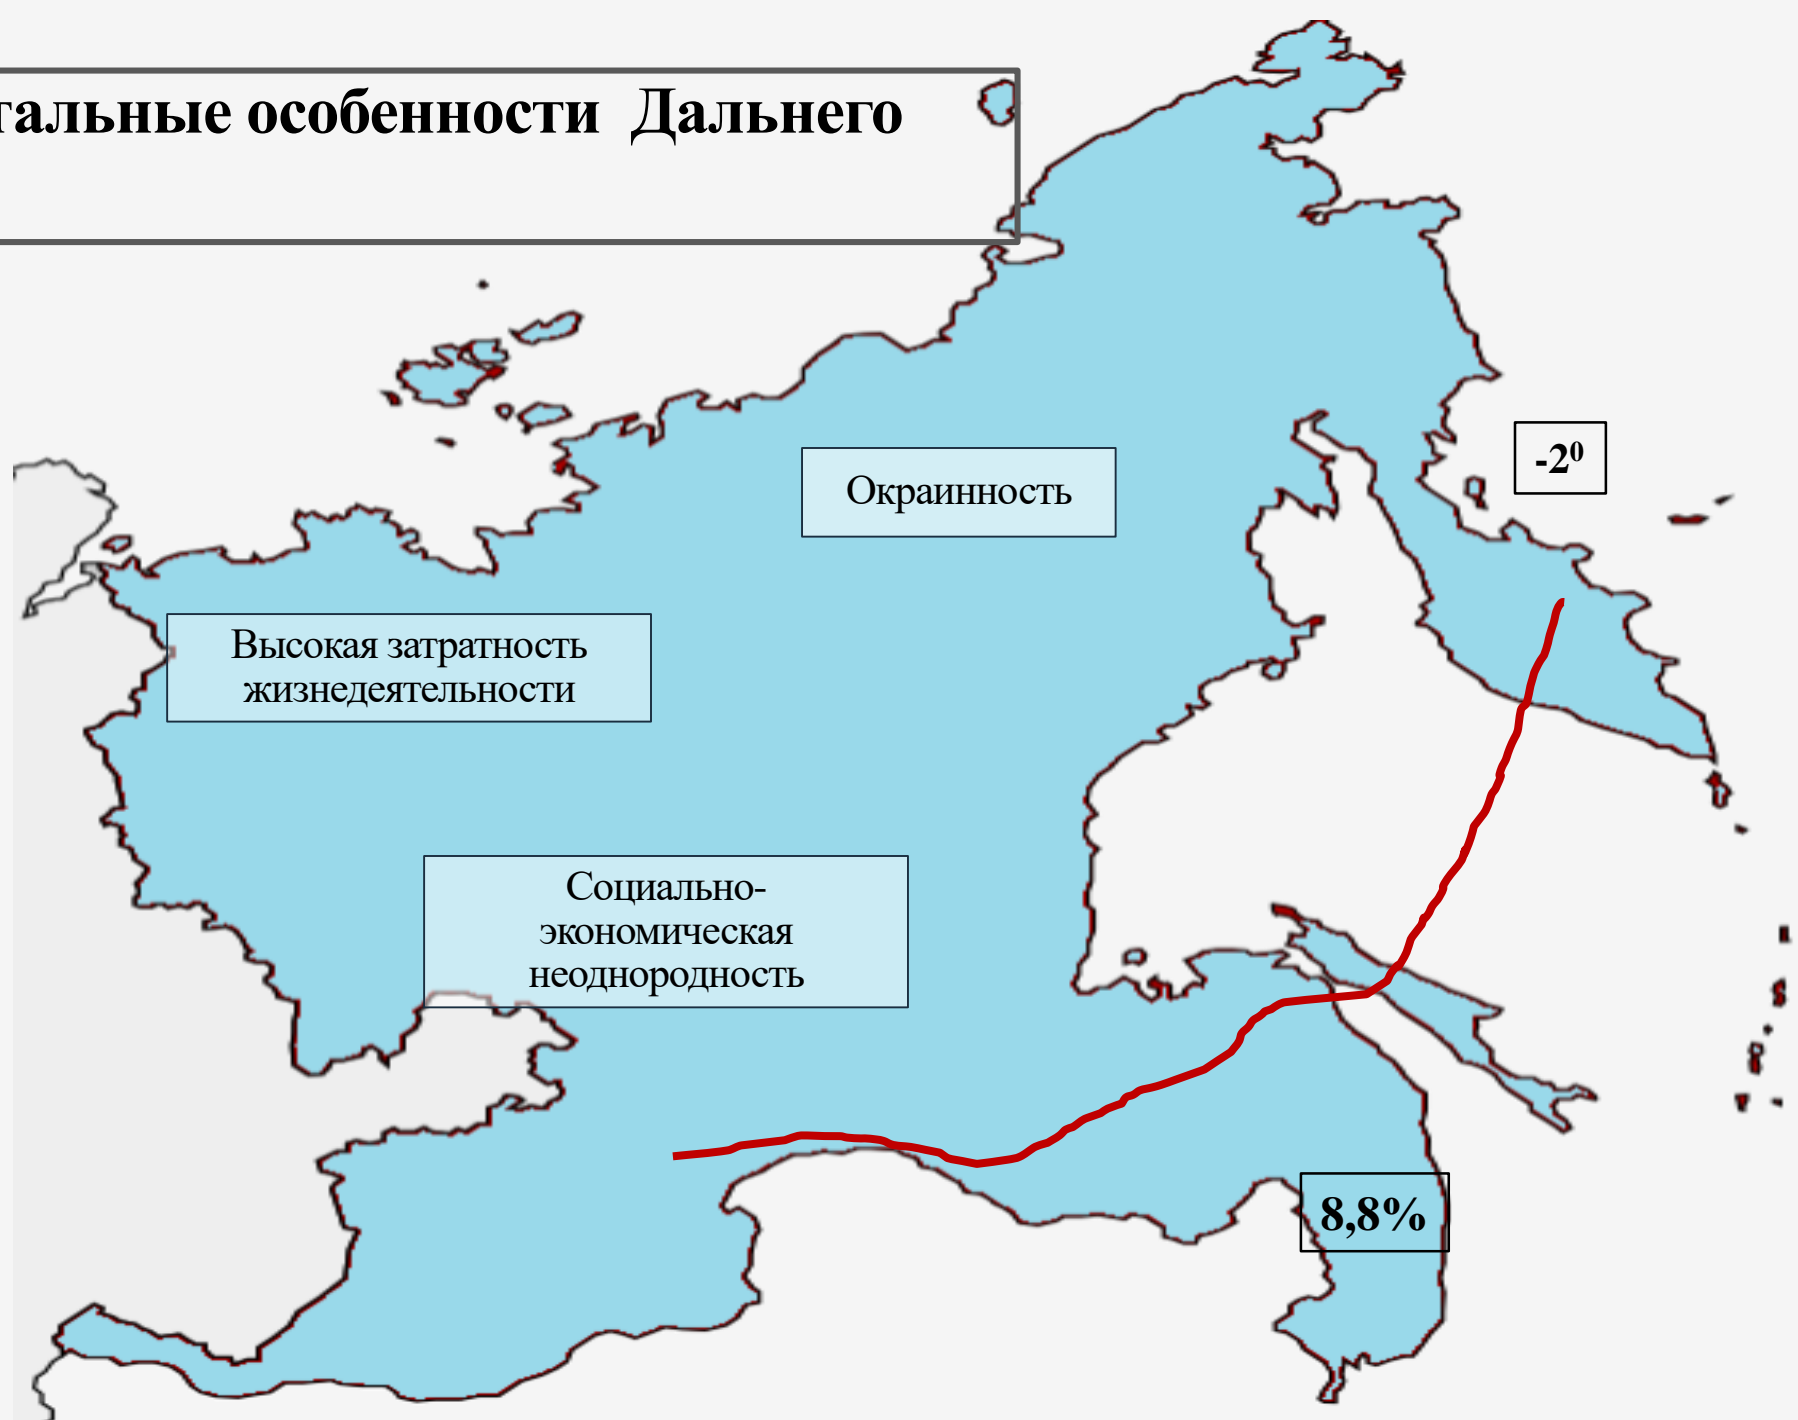 тальные особенности Дальнего
-2⁰
Окраинность
Высокая затратность
жизнедеятельности
Социально-
экономическая
неоднородность
8,8%